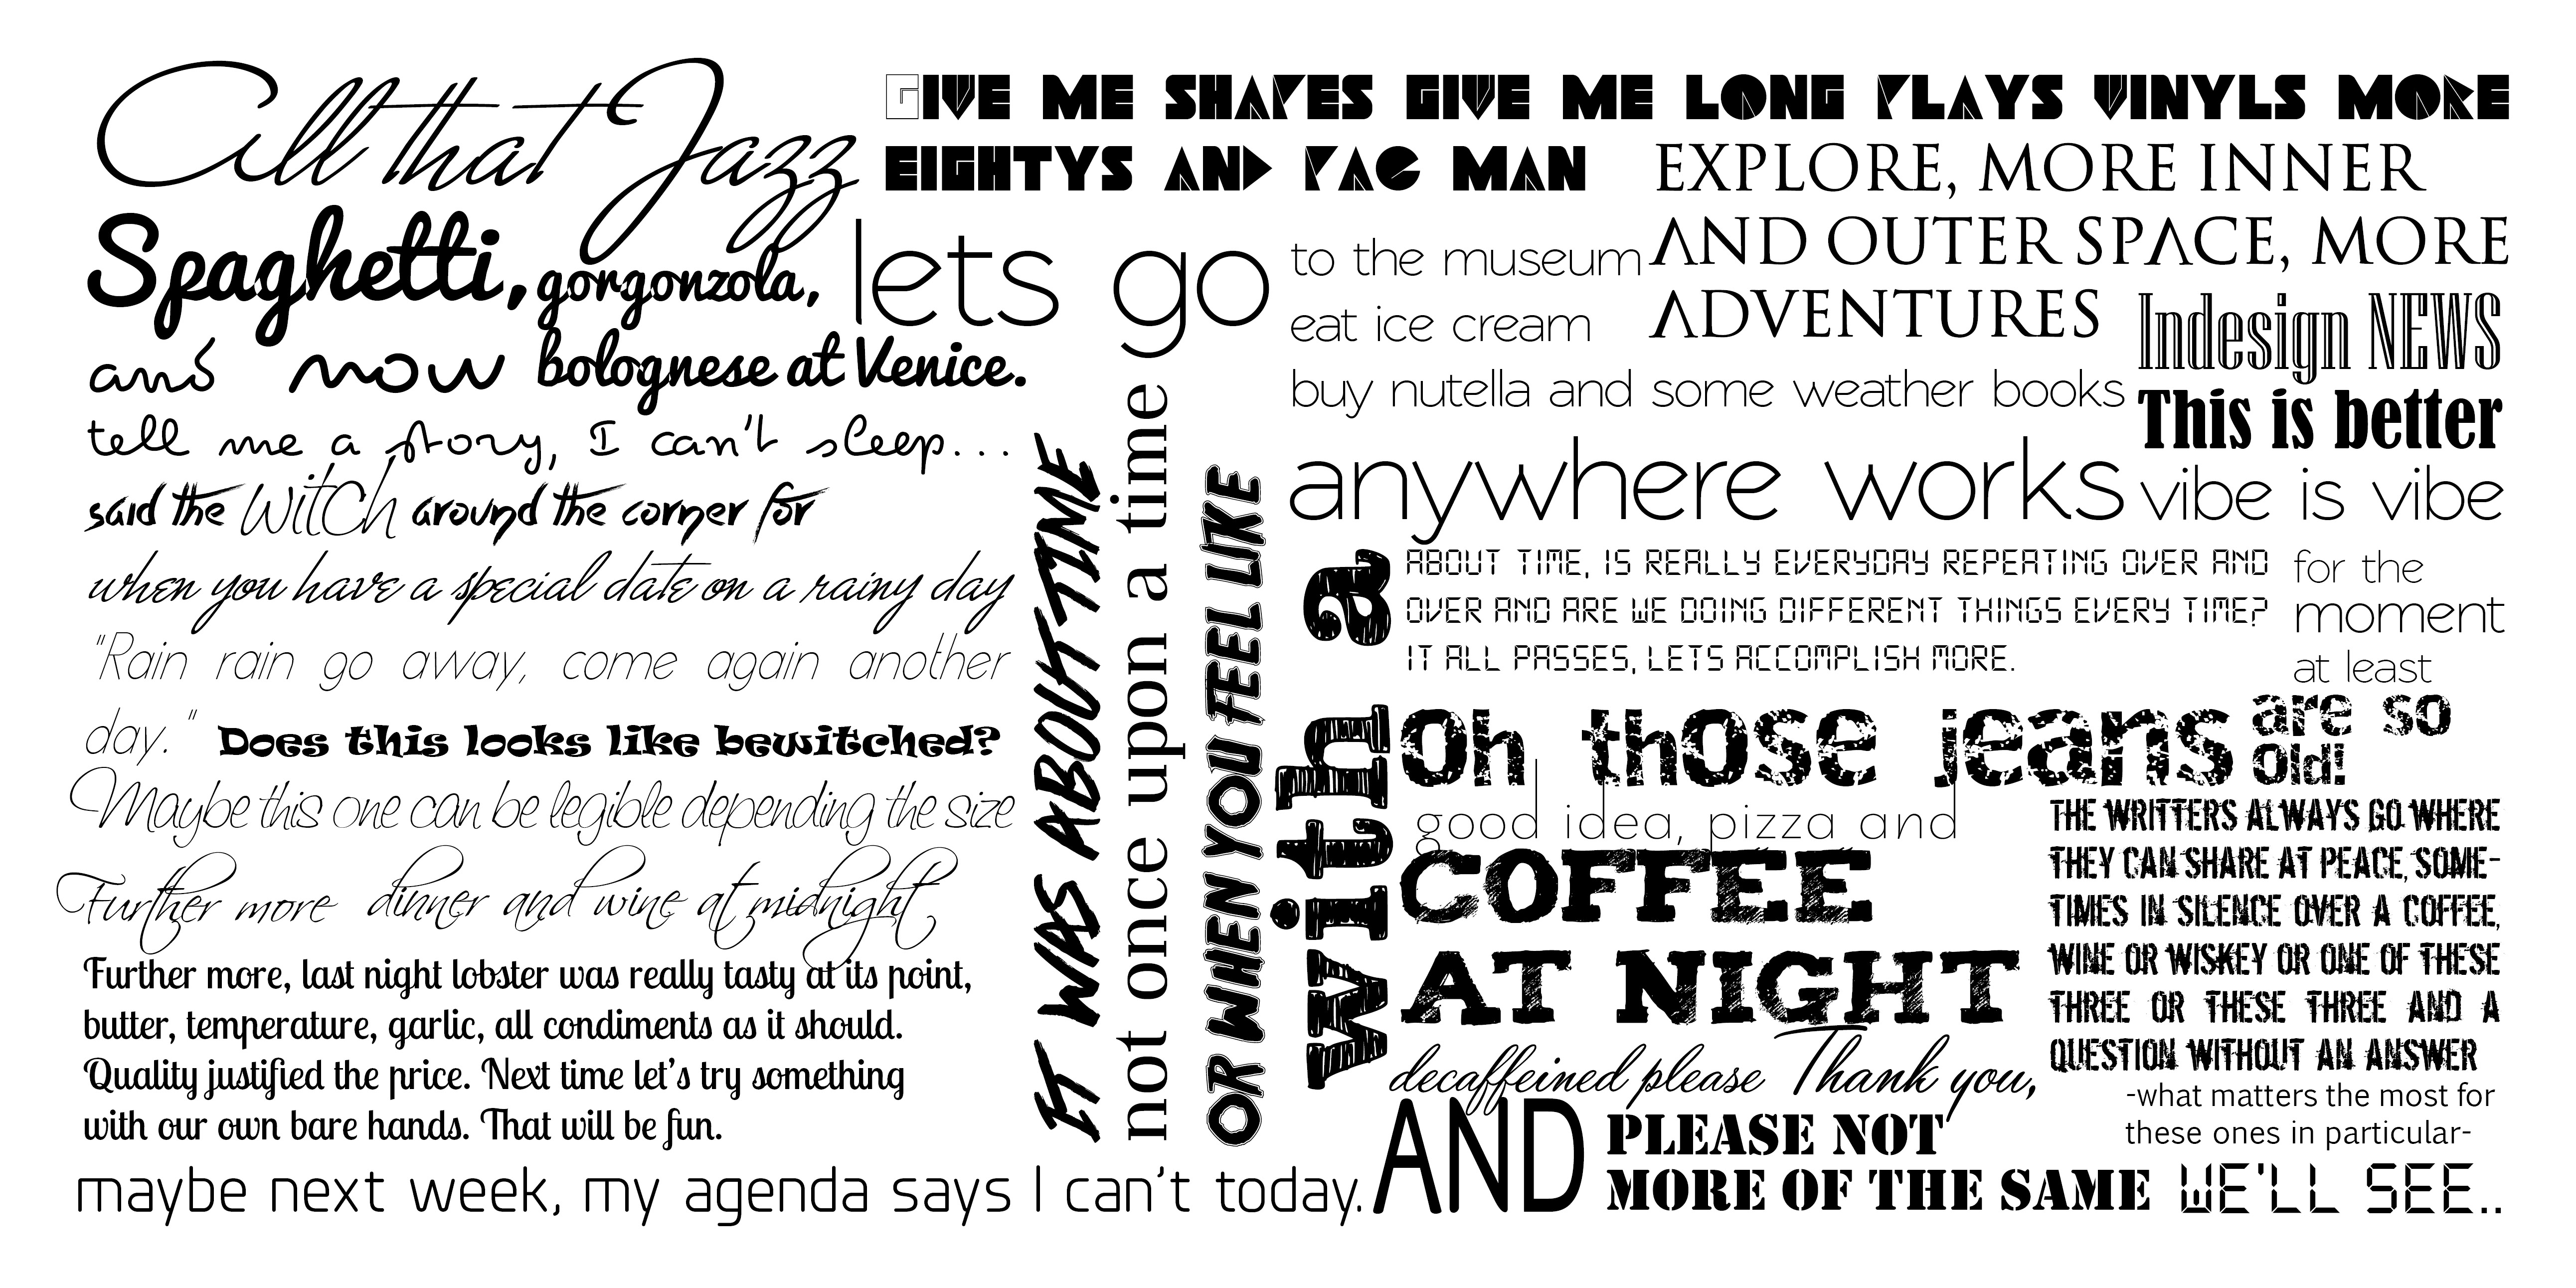 All that Jazz
Spaghetti, gorgonzola,
and now bolognese at Venice.
tell me a story, I can't sleep...
said the witch around the corner for
when you have a special date on a rainy day
"Rain rain go away, come again another
day." Does this looks like bewitched?
Maybe this one can be legible depending the size
Further more dinner and wine at midnight
Further more, last night lobster was really tasty at its point,
butter, temperature, garlic, all condiments as it should.
Quality justified the price. Next time let's try something
with our own bare hands. That will be fun.
maybe next week, my agenda says I can't today.
GIVE ME SHAPES GIVE ME LONG PLAYS VINYLS MORE
EIGHTYS AND PAC MAN
EXPLORE, MORE INNER
AND OUTER SPACE, MORE
ADVENTURES
lets go
to the museum
eat ice cream
buy nutella and some weather books
anywhere works
Indesign NEWS
This is better
vibe is vibe
for the
moment
at least
IT WAS ABOUT TIME
not once upon a time
OR WHEN YOU FEEL LIKE
with a
ABOUT TIME, IS REALLY EVERYDAY REPEATING OVER AND
OVER AND ARE WE DOING DIFFERENT THINGS EVERY TIME?
IT ALL PASSES, LETS ACCOMPLISH MORE.
Oh those jeans
are so
Old!
good idea, pizza and
COFFEE
AT NIGHT
decaffeined please Thank you,
AND
PLEASE NOT
MORE OF THE SAME
THE WRITTERS ALWAYS GO WHERE
THEY CAN SHARE AT PEACE, SOME-
TIMES IN SILENCE OVER A COFFEE,
WINE OR WISKEY OR ONE OF THESE
THREE OR THESE THREE AND A
QUESTION WITHOUT AN ANSWER
-what matters the most for
these ones in particular-
WE'LL SEE..